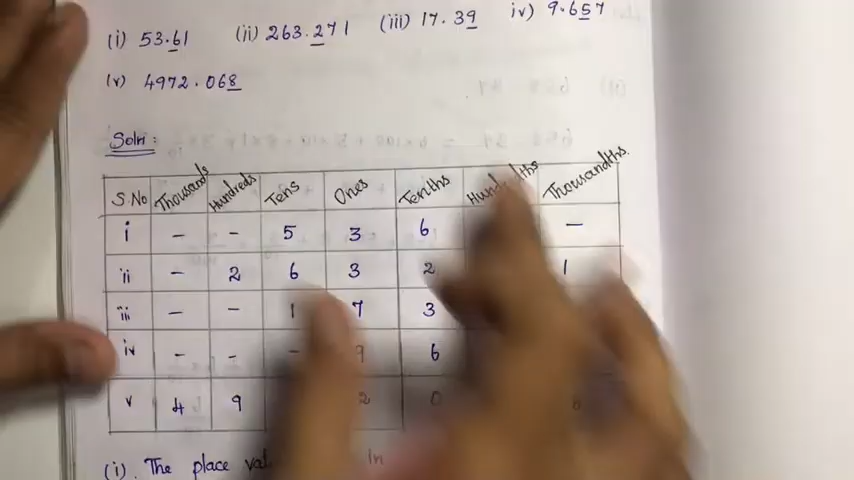 (i) 53.61 (ii) 263.271 (iii) 17.39 iv) 9.657
(v) 4972.068
Soln:
S.No Thousands Hundreds Tens Ones Tenths Hundredths Thousandths.
i - - 5 3 6 -
ii - 2 6 3 2 1
iii - - 1 7 3
iv - - - 9 6
v 4 9 2 0
(i). The place In